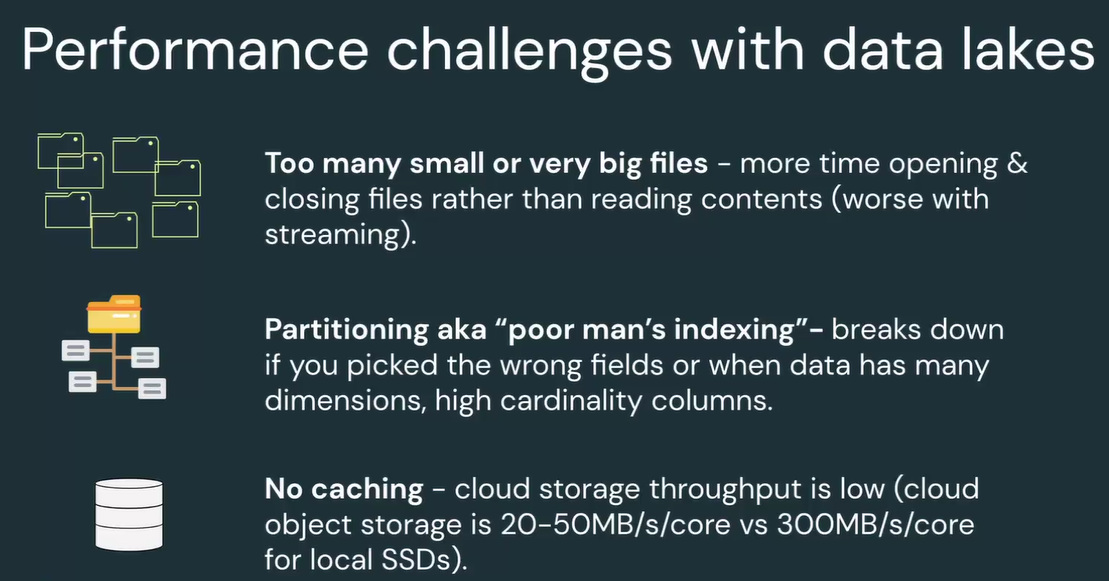 Performance challenges with data lakes
Too many small or very big files – more time opening &
closing files rather than reading contents (worse with
streaming).
Partitioning aka “poor man’s indexing”– breaks down
if you picked the wrong fields or when data has many
dimensions, high cardinality columns.
No caching – cloud storage throughput is low (cloud
object storage is 20–50MB/s/core vs 300MB/s/core
for local SSDs).